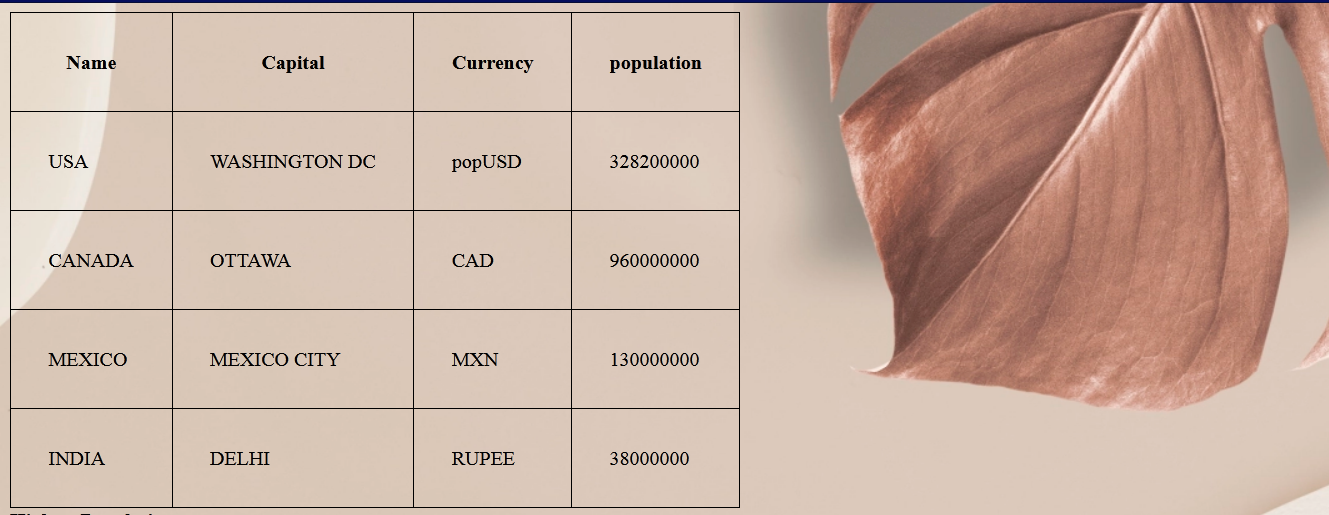 Name Capital Currency population
USA WASHINGTON DC popUSD 328200000
CANADA OTTAWA CAD 960000000
MEXICO MEXICO CITY MXN 130000000
INDIA DELHI RUPEE 38000000